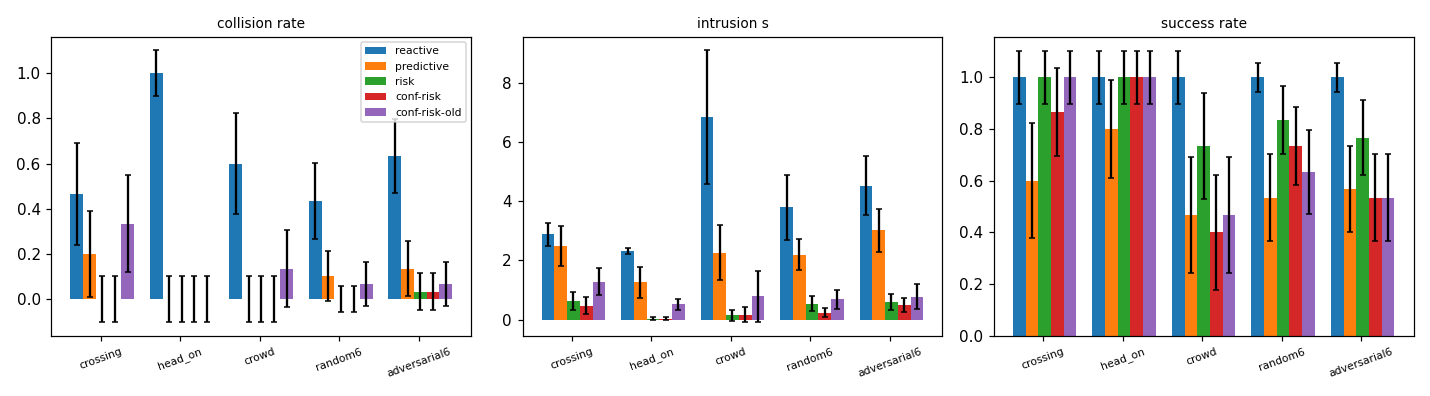 collision rate
1.0
0.8
0.6
0.4
0.2
0.0
reactive
predictive
risk
conf-risk
conf-risk-old
crossing
head_on
crowd
random6
adversarial6
intrusion s
8
6
4
2
0
crossing
head_on
crowd
random6
adversarial6
success rate
1.0
0.8
0.6
0.4
0.2
0.0
crossing
head_on
crowd
random6
adversarial6